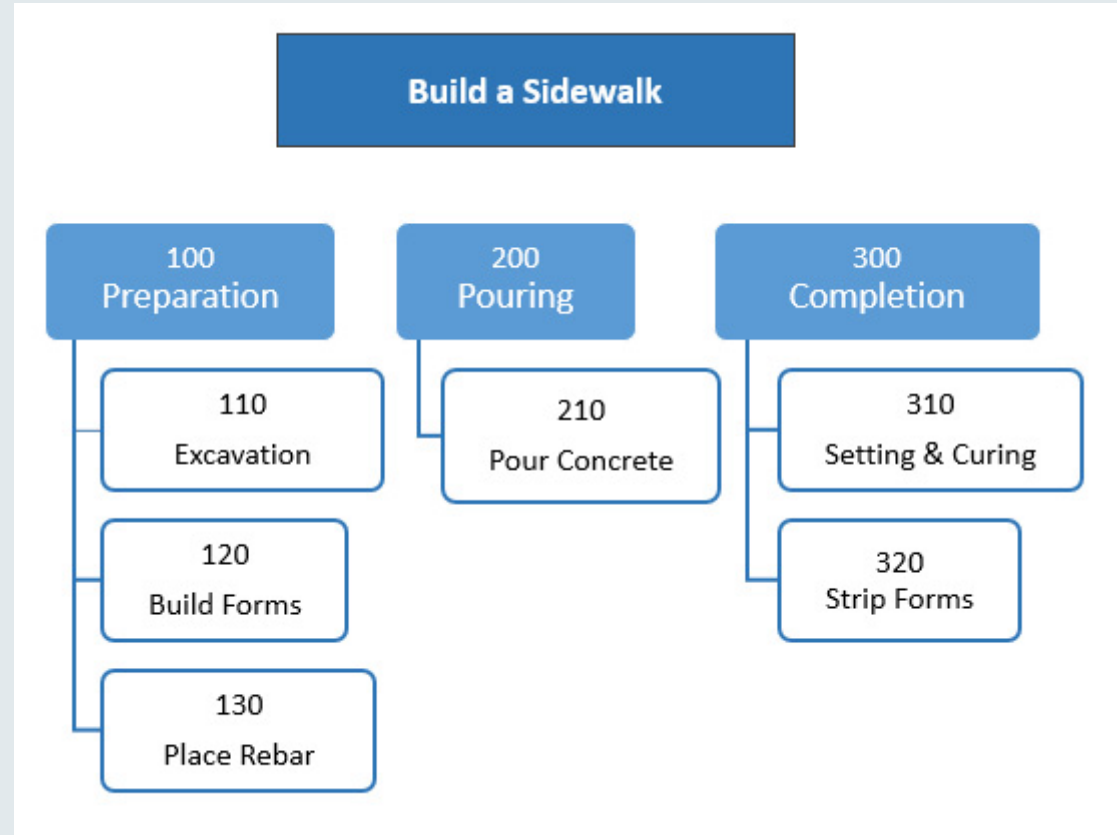 Build a Sidewalk
100
Preparation
110
Excavation
120
Build Forms
130
Place Rebar
200
Pouring
210
Pour Concrete
300
Completion
310
Setting & Curing
320
Strip Forms